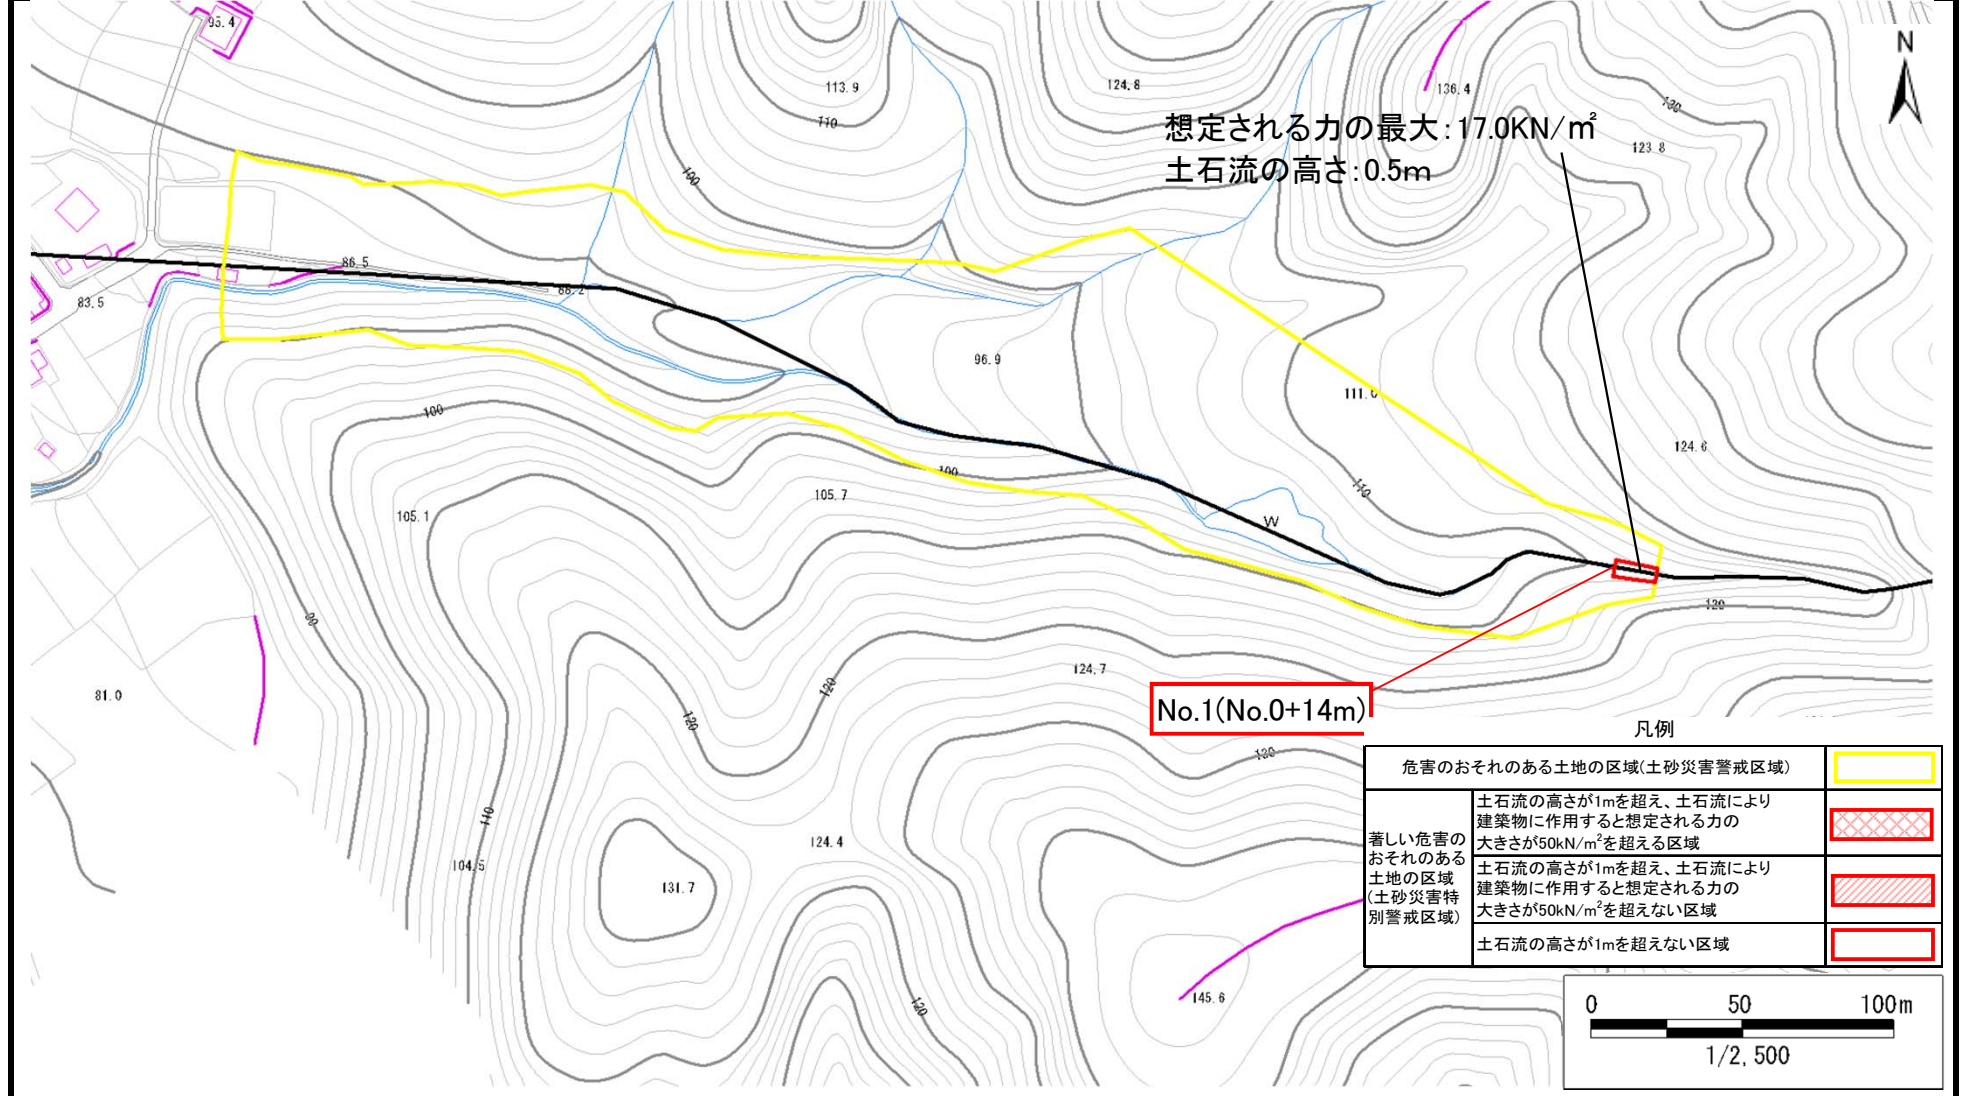 95.4
113.9
110
124.8
136.4
130
N
想定される力の最大:17.0KN/㎡
土石流の高さ:0.5m
123.8
100
86.5
88.2
83.5
96.9
111.0
100
124.6
100
105.7
110
105.1
W
90
120
124.7
81.0
120
120
No.1(No.0+14m)
130
110
124.4
104.5
131.7
120
145.6
凡例
危害のおそれのある土地の区域(土砂災害警戒区域)
著しい危害の
おそれのある
土地の区域
(土砂災害特
別警戒区域)
土石流の高さが1mを超え、土石流により
建築物に作用すると想定される力の
大きさが50kN/m²を超える区域
土石流の高さが1mを超え、土石流により
建築物に作用すると想定される力の
大きさが50kN/m²を超えない区域
土石流の高さが1mを超えない区域
0 50 100m
1/2,500